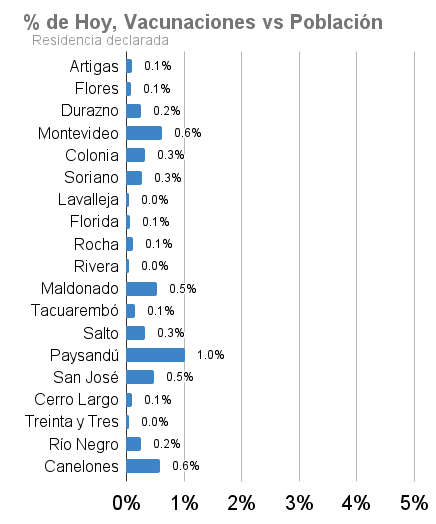 % de Hoy, Vacunaciones vs Población
Residencia declarada
Artigas 0.1%
Flores 0.1%
Durazno 0.2%
Montevideo 0.6%
Colonia 0.3%
Soriano 0.3%
Lavalleja 0.0%
Florida 0.1%
Rocha 0.1%
Rivera 0.0%
Maldonado 0.5%
Tacuarembó 0.1%
Salto 0.3%
Paysandú 1.0%
San José 0.5%
Cerro Largo 0.1%
Treinta y Tres 0.0%
Río Negro 0.2%
Canelones 0.6%
0% 1% 2% 3% 4% 5%